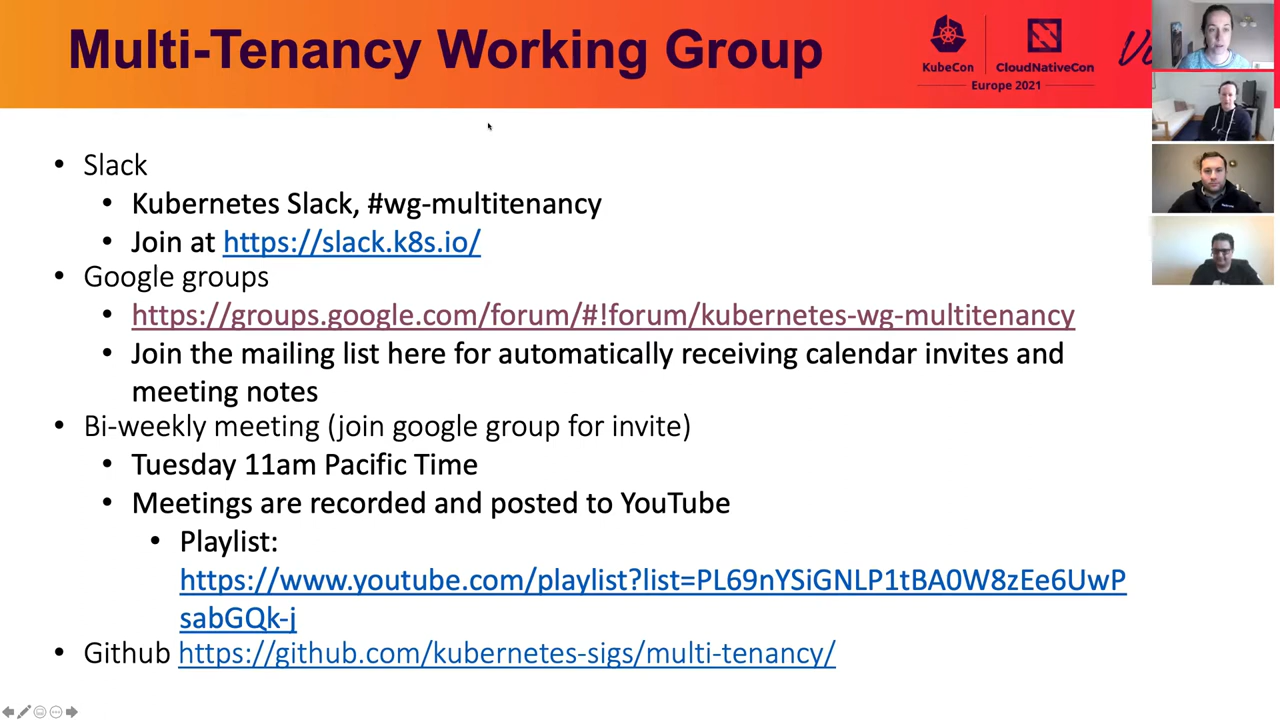 Multi-Tenancy Working Group
KubeCon
CloudNativeCon
Europe 2021
• Slack
• Kubernetes Slack, #wg-multitenancy
• Join at https://slack.k8s.io/
• Google groups
• https://groups.google.com/forum/#!forum/kubernetes-wg-multitenancy
• Join the mailing list here for automatically receiving calendar invites and
meeting notes
• Bi-weekly meeting (join google group for invite)
• Tuesday 11am Pacific Time
• Meetings are recorded and posted to YouTube
• Playlist:
https://www.youtube.com/playlist?list=PL69nYSiGNLP1tBA0W8zEe6UwP
sabGQk-j
• Github https://github.com/kubernetes-sigs/multi-tenancy/